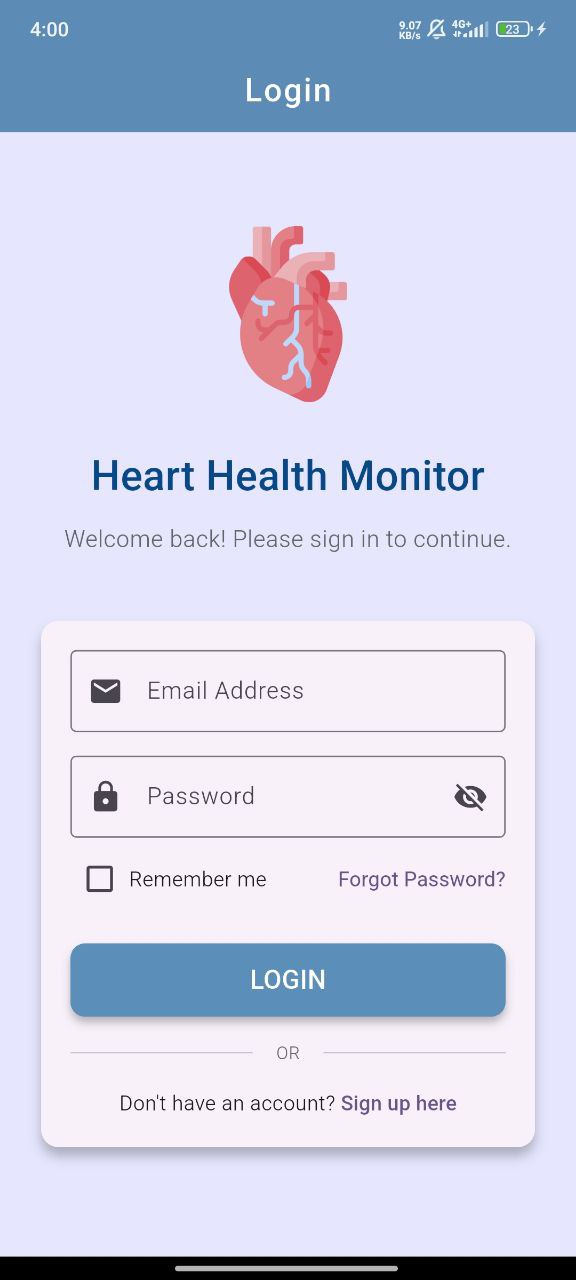 4:00
9.07
KB/s
4G+
23
Login
Heart Health Monitor
Welcome back! Please sign in to continue.
Email Address
Password
Remember me
Forgot Password?
LOGIN
OR
Don't have an account? Sign up here